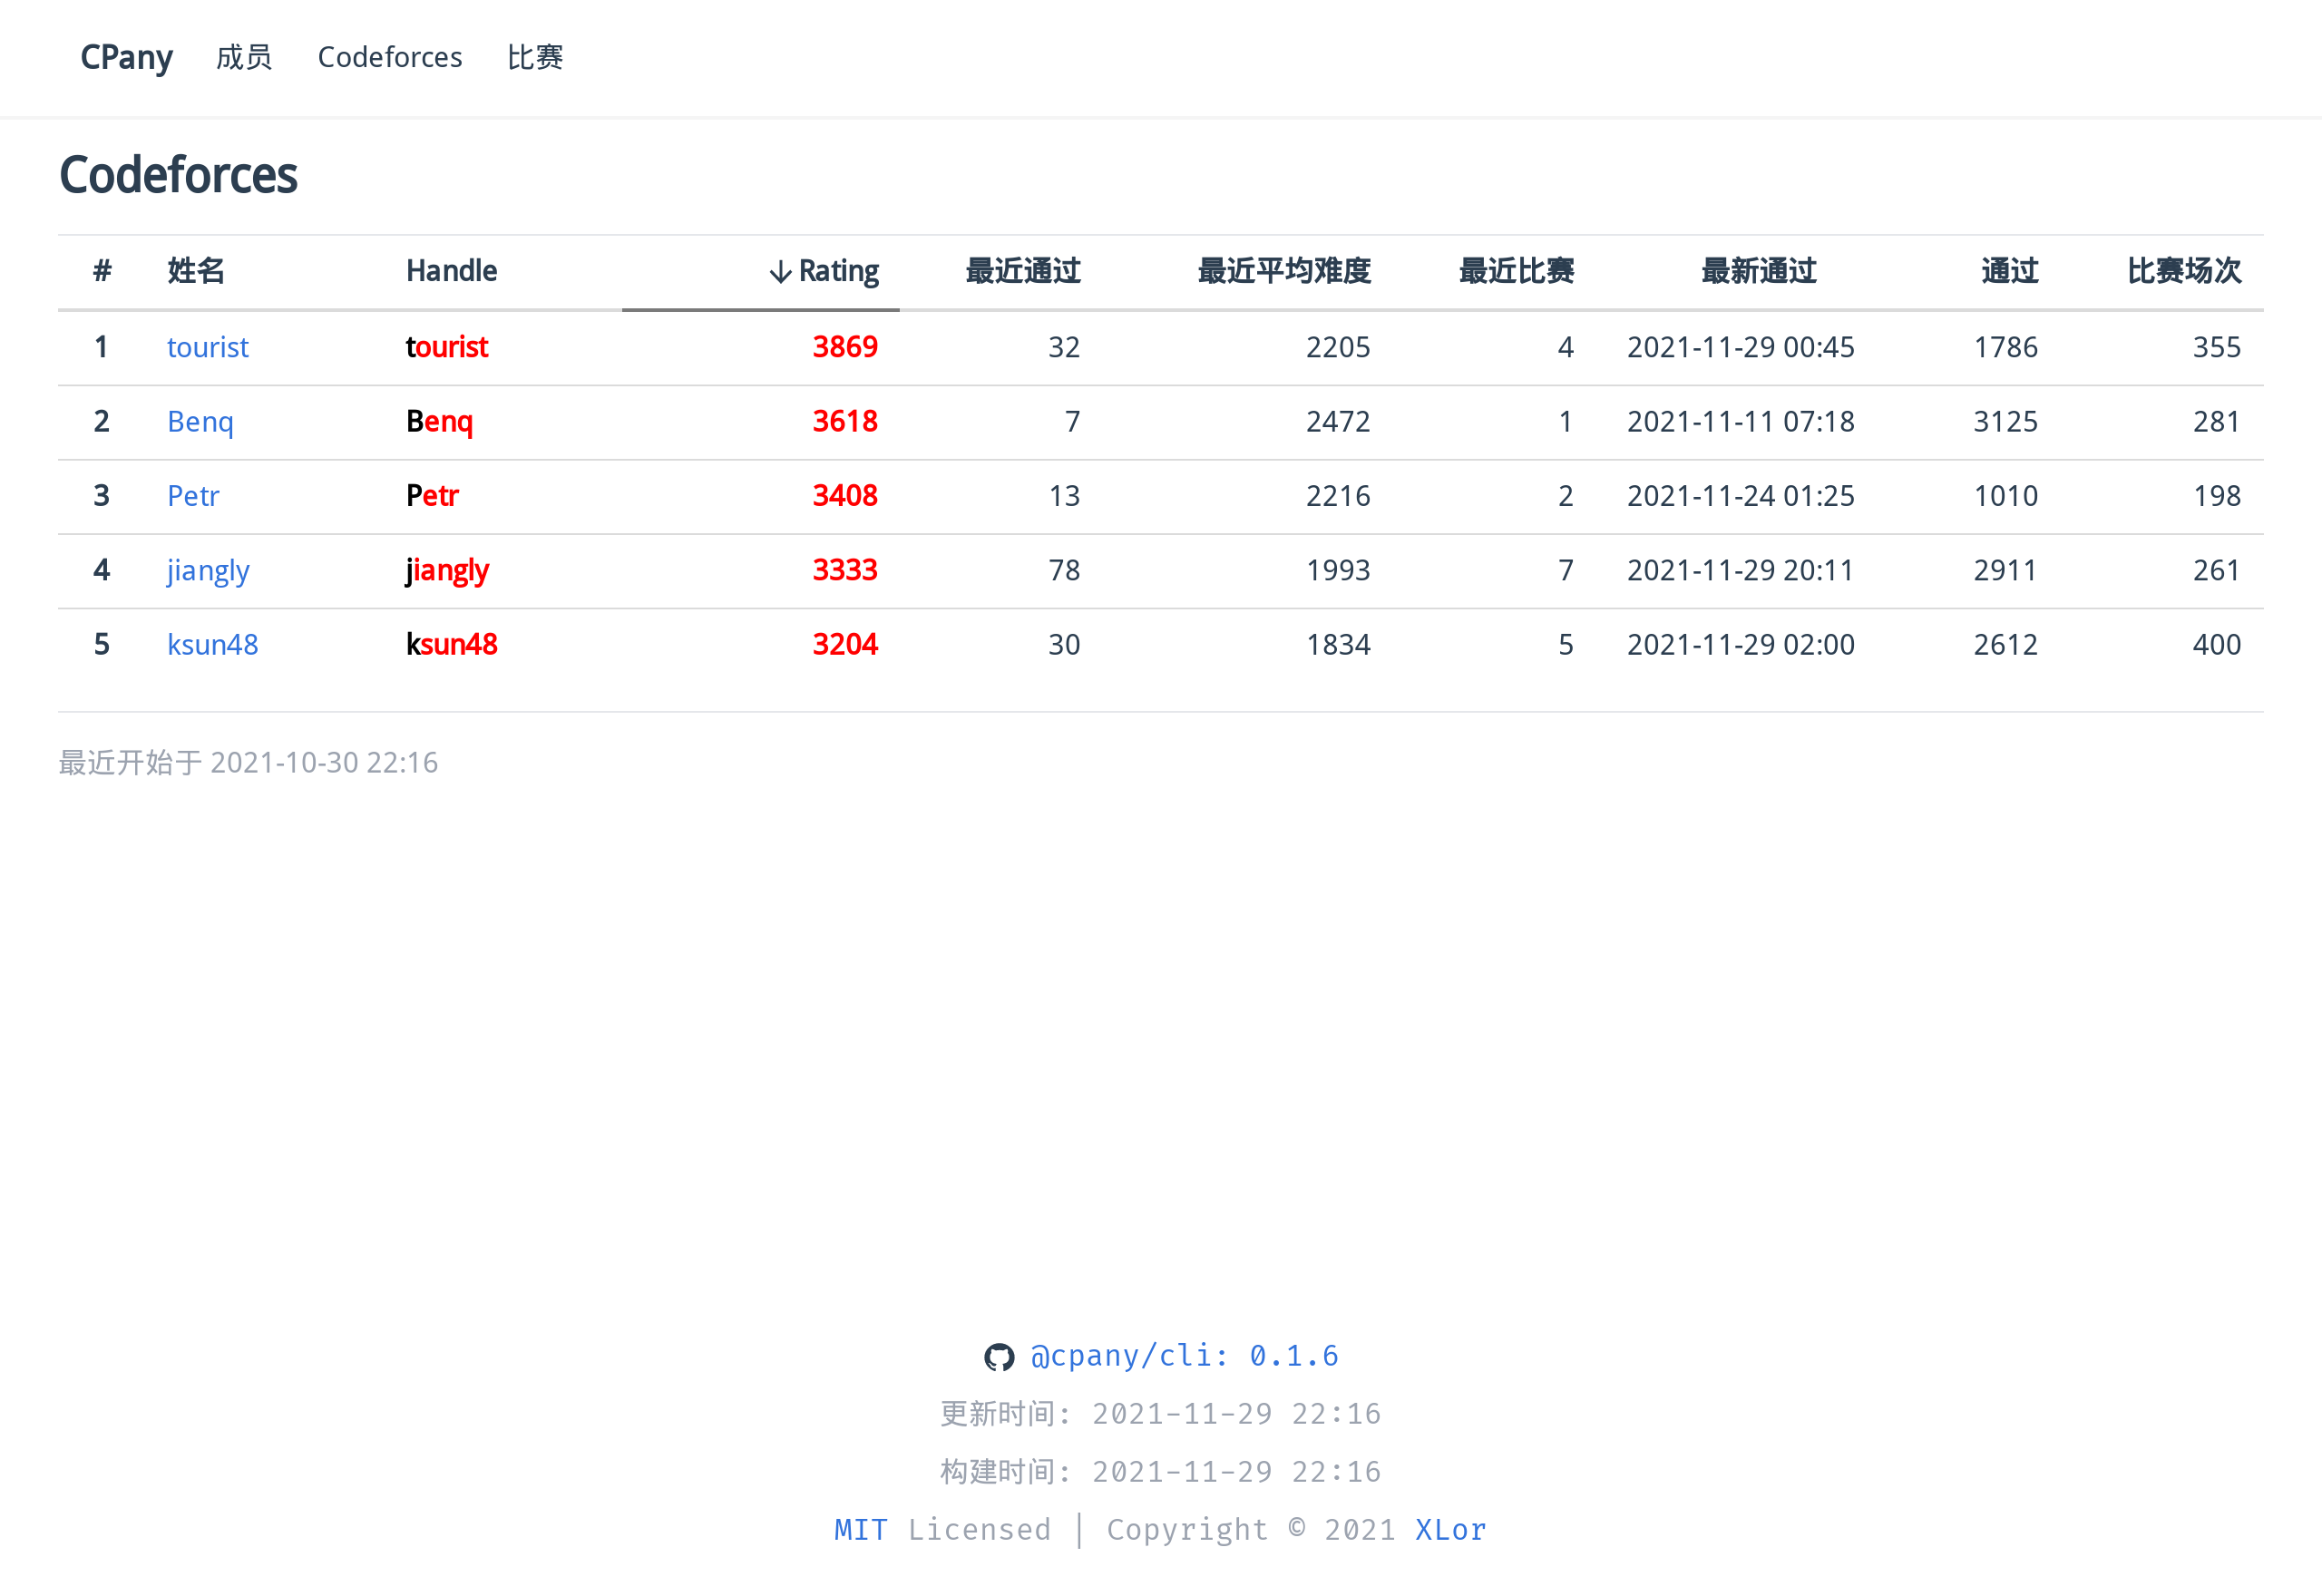 CPany 成员 Codeforces 比赛
Codeforces
# 姓名 Handle ↓ Rating 最近通过 最近平均难度 最近比赛 最新通过 通过 比赛场次
1 tourist tourist 3869 32 2205 4 2021-11-29 00:45 1786 355
2 Benq Benq 3618 7 2472 1 2021-11-11 07:18 3125 281
3 Petr Petr 3408 13 2216 2 2021-11-24 01:25 1010 198
4 jiangly jiangly 3333 78 1993 7 2021-11-29 20:11 2911 261
5 ksun48 ksun48 3204 30 1834 5 2021-11-29 02:00 2612 400
最近开始于 2021-10-30 22:16
@cpany/cli: 0.1.6
更新时间: 2021-11-29 22:16
构建时间: 2021-11-29 22:16
MIT Licensed | Copyright © 2021 XLor